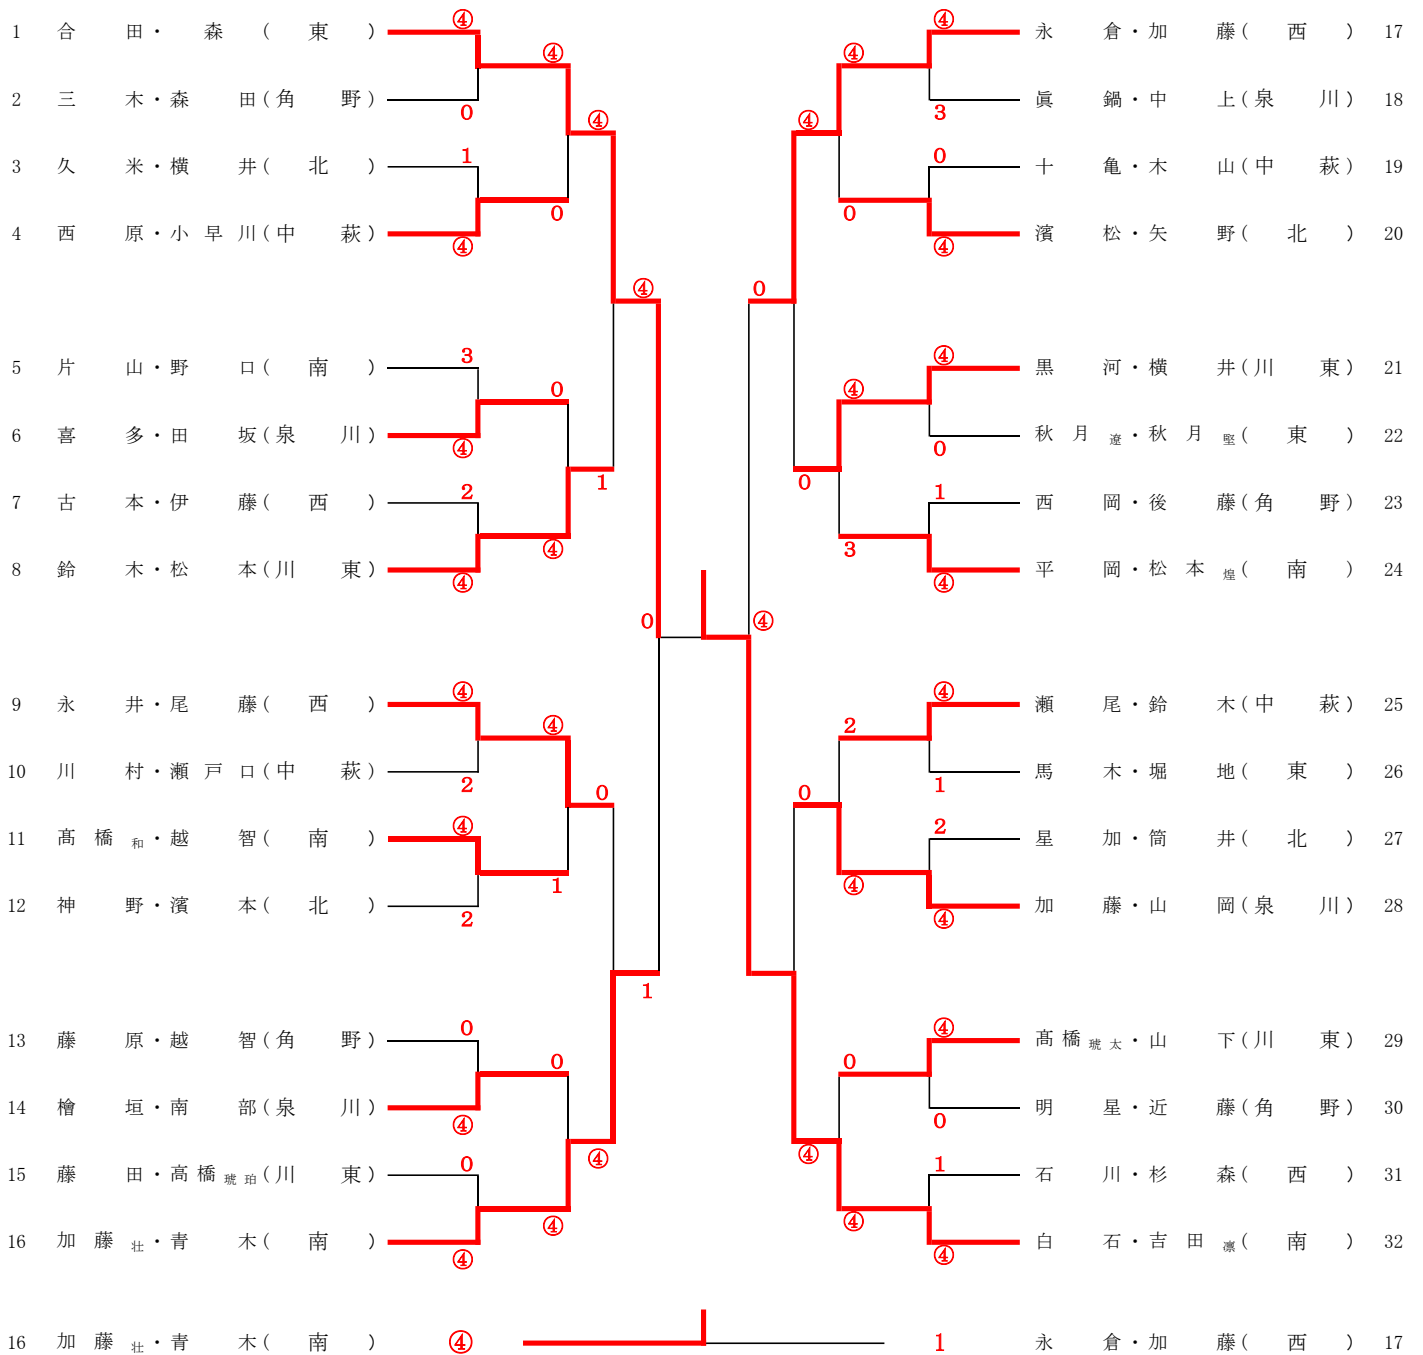 ④ ④
1 合田・森(東) 永倉・加藤(西) 17
④ ④
2 三木・森田(角野) 眞鍋・中上(泉川) 18
0 ④ ④ 3
1 0
3 久米・横井(北) 十亀・木山(中萩) 19
0 0
4 西原・小早川(中萩) 濱松・矢野(北) 20
④ ④
④ 0
3 ④
5 片山・野口(南) 黒河・横井(川東) 21
0 ④
6 喜多・田坂(泉川) 秋月遼・秋月堅(東) 22
④ 0
1 0
2 1
7 古本・伊藤(西) 西岡・後藤(角野) 23
④ 3
8 鈴木・松本(川東) 平岡・松本煌(南) 24
④ ④
0 ④
④ ④
9 永井・尾藤(西) 瀬尾・鈴木(中萩) 25
④ 2
10 川村・瀬戸口(中萩) 馬木・堀地(東) 26
2 0 0 1
④ 2
11 髙橋和・越智(南) 星加・筒井(北) 27
1 ④
12 神野・濱本(北) 加藤・山岡(泉川) 28
2 ④
1
0 ④
13 藤原・越智(角野) 髙橋琥太・山下(川東) 29
0 0
14 檜垣・南部(泉川) 明星・近藤(角野) 30
④ 0
④ ④
0 1
15 藤田・高橋琥珀(川東) 石川・杉森(西) 31
④ ④
16 加藤壮・青木(南) 白石・吉田凛(南) 32
④ ④
16 加藤壮・青木(南) ④ 1 永倉・加藤(西) 17